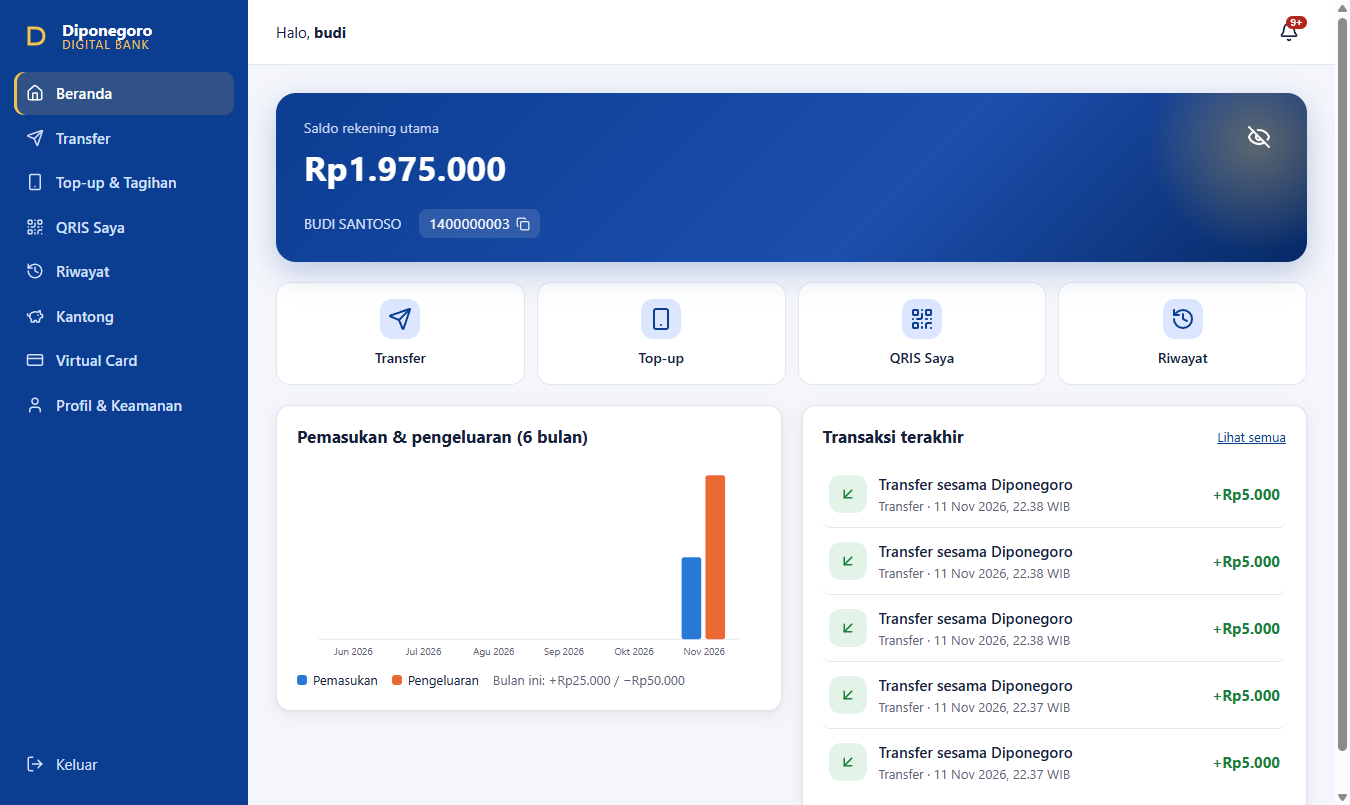 Diponegoro
DIGITAL BANK
Beranda
Transfer
Top-up & Tagihan
QRIS Saya
Riwayat
Kantong
Virtual Card
Profil & Keamanan
Keluar
Halo, budi
9+
Saldo rekening utama
Rp1.975.000
BUDI SANTOSO 1400000003
Transfer
Top-up
QRIS Saya
Riwayat
Pemasukan & pengeluaran (6 bulan)
Jun 2026 Jul 2026 Agu 2026 Sep 2026 Okt 2026 Nov 2026
Pemasukan Pengeluaran Bulan ini: +Rp25.000 / −Rp50.000
Transaksi terakhir Lihat semua
Transfer sesama Diponegoro
Transfer · 11 Nov 2026, 22.38 WIB
+Rp5.000
Transfer sesama Diponegoro
Transfer · 11 Nov 2026, 22.38 WIB
+Rp5.000
Transfer sesama Diponegoro
Transfer · 11 Nov 2026, 22.38 WIB
+Rp5.000
Transfer sesama Diponegoro
Transfer · 11 Nov 2026, 22.37 WIB
+Rp5.000
Transfer sesama Diponegoro
Transfer · 11 Nov 2026, 22.37 WIB
+Rp5.000